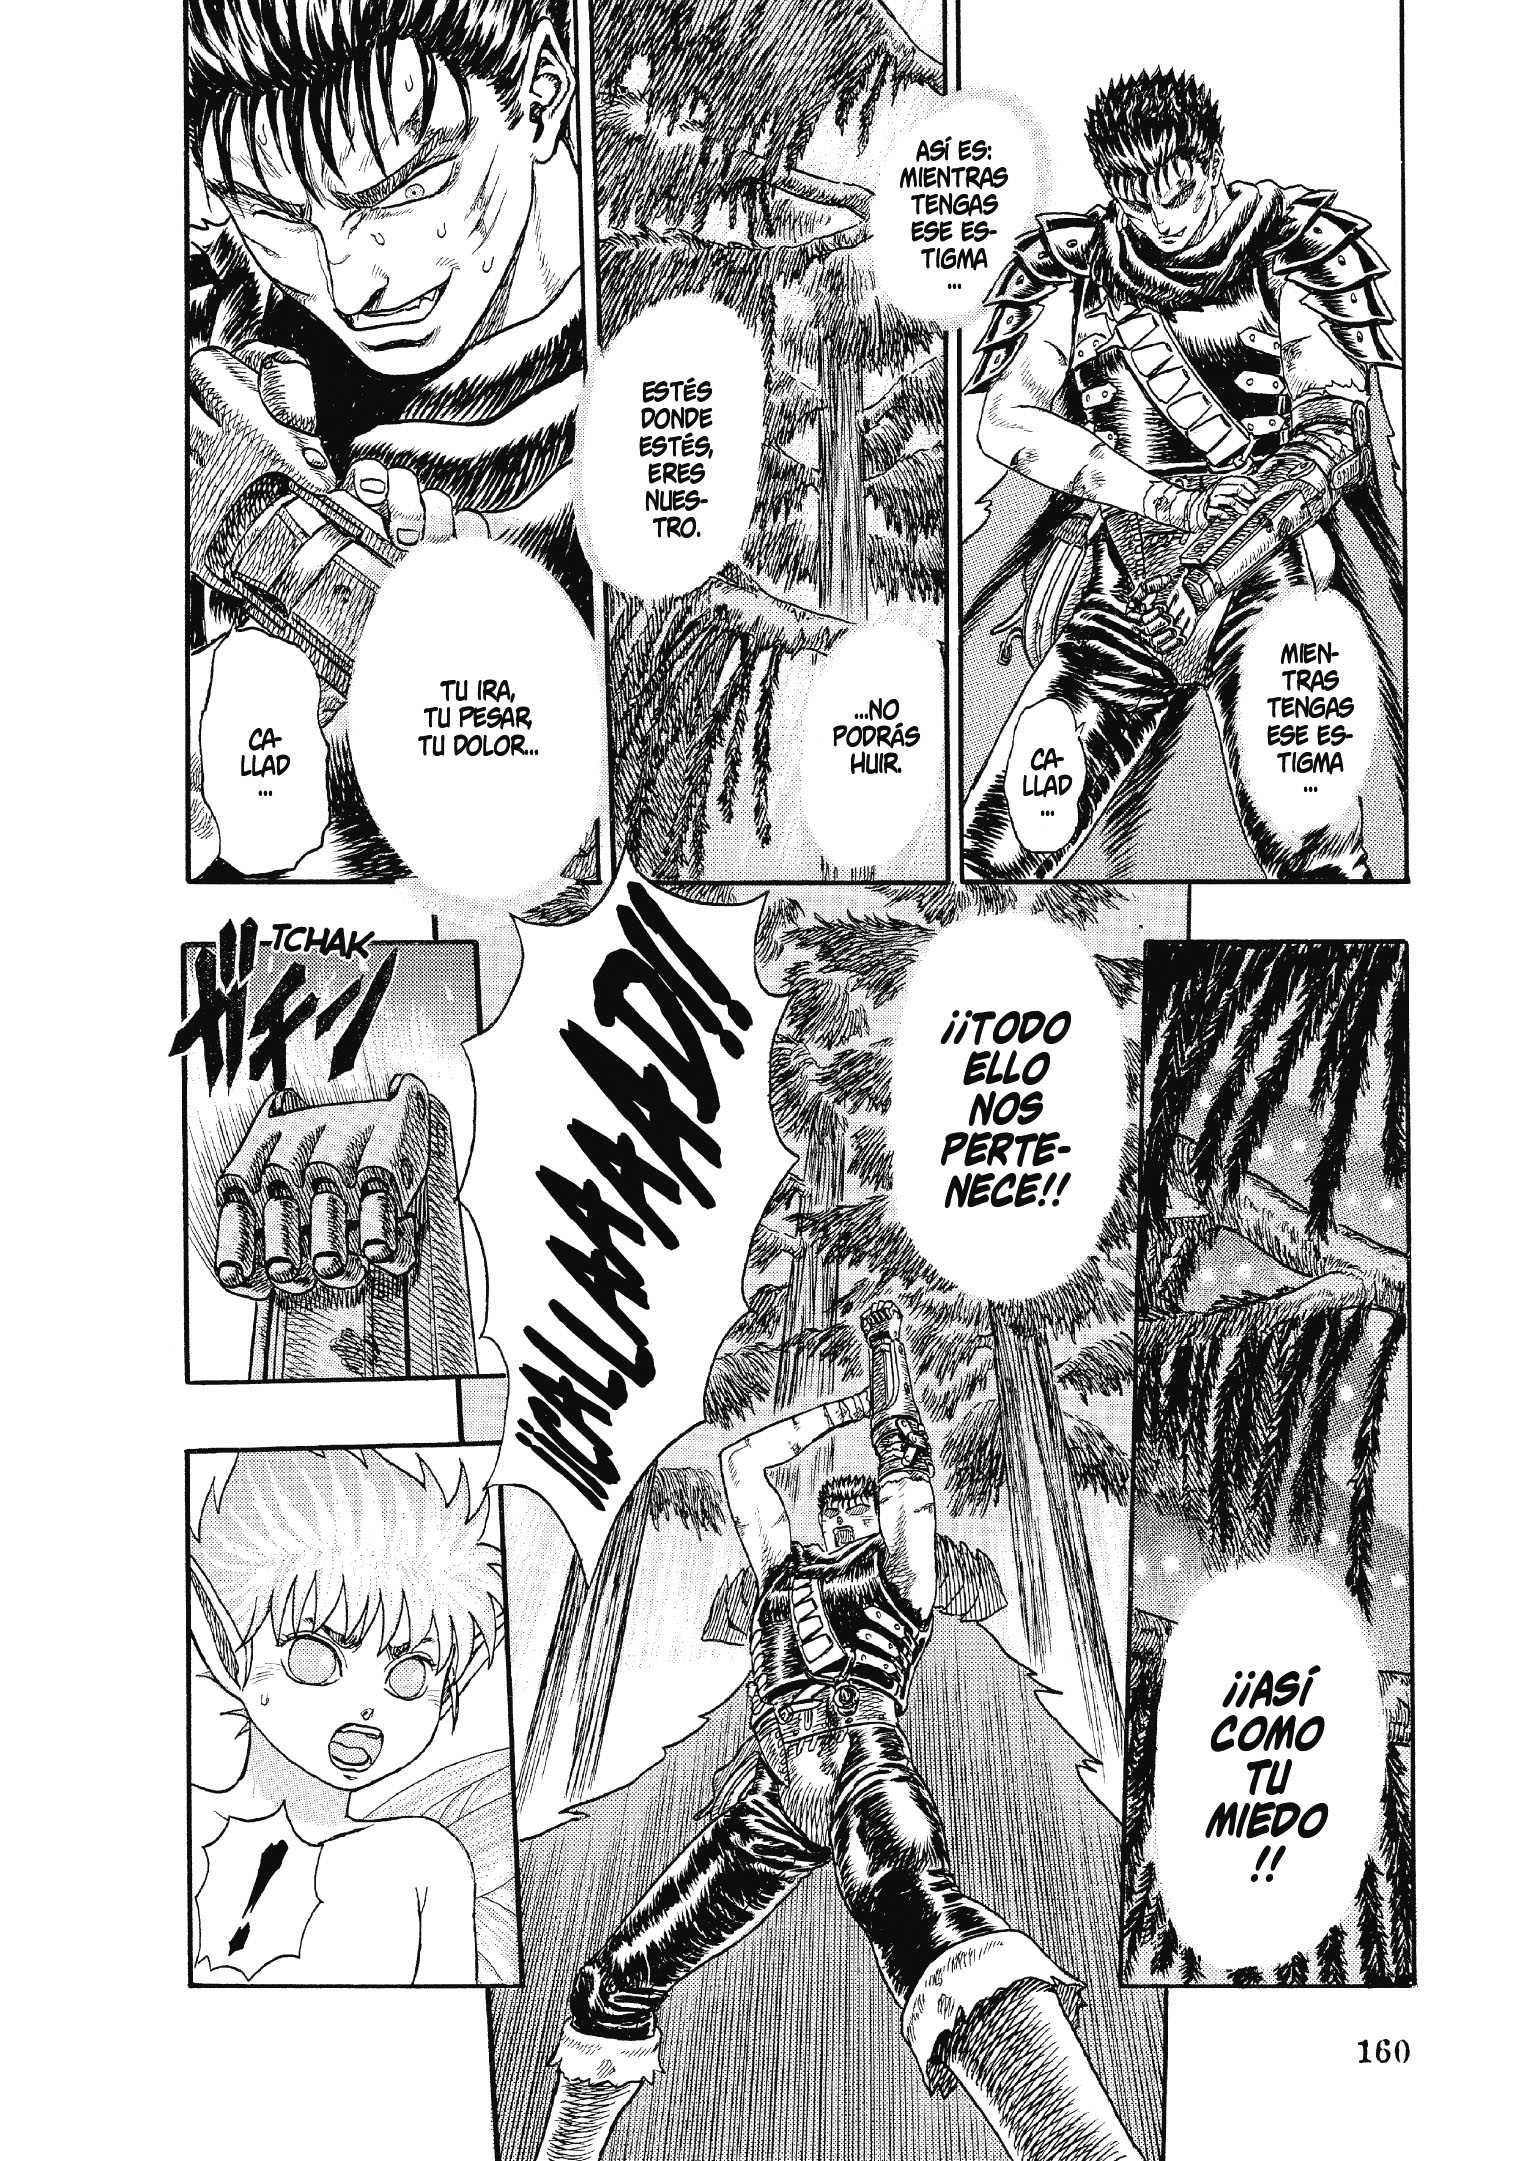 ASÍ ES:
MIENTRAS
TENGAS
ESE ES-
TIGMA
...
MIEN-
TRAS
TENGAS
ESE ES-
TIGMA
...
CA-
LLAD
...
ESTÉS
DONDE
ESTÉS,
ERES
NUES-
TRO.
...NO
PODRÁS
HUIR.
TU IRA,
TU PESAR,
TU DOLOR...
CA-
LLAD
...
¡¡ASÍ
COMO
TU
MIEDO
!!
¡¡TODO
ELLO
NOS
PERTE-
NECE!!
¡¡CALLAAAAAD!!
TCHAK
ガチン
!
160